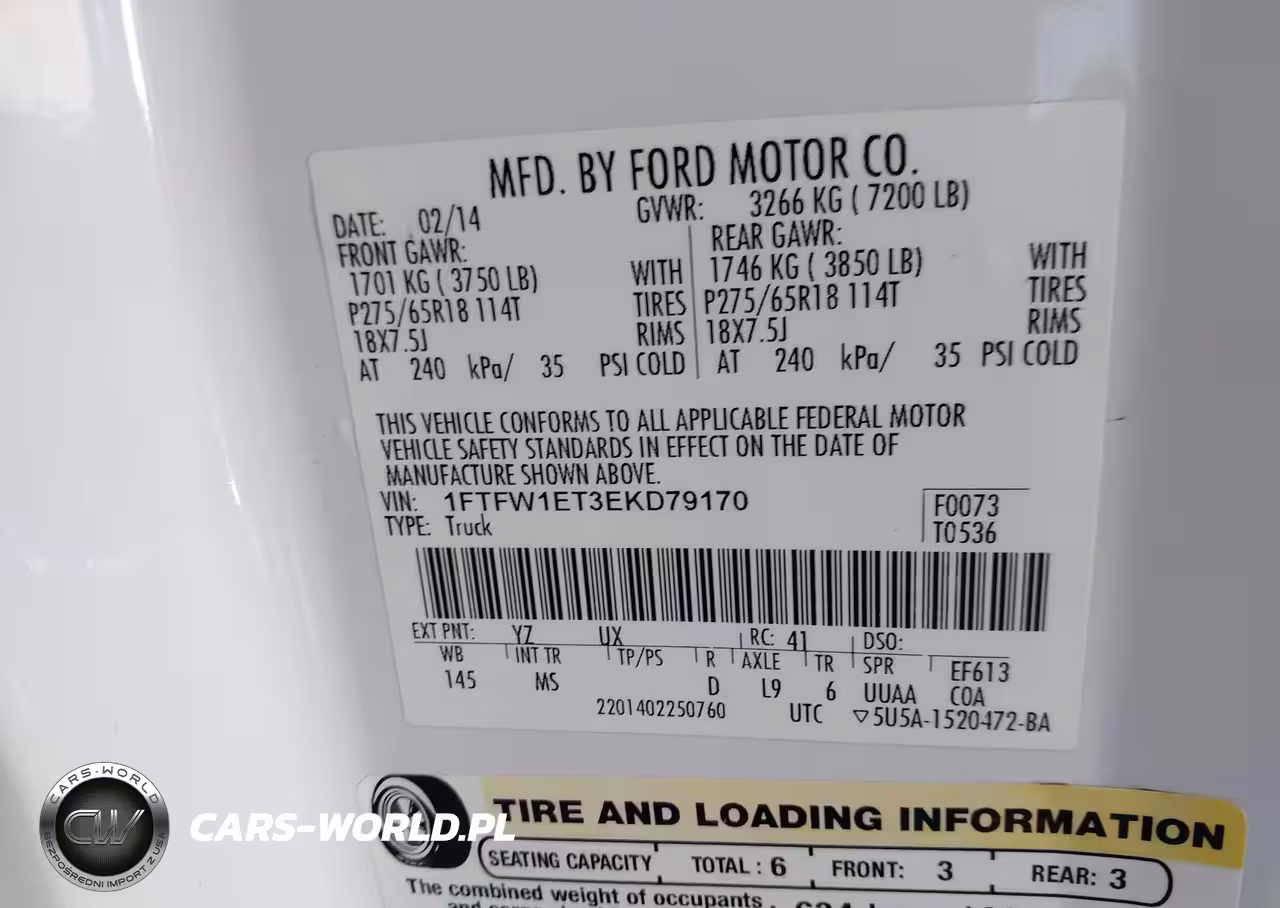 MFD. BY FORD MOTOR CO.
DATE: 02/14 GVWR: 3266 KG ( 7200 LB)
FRONT GAWR: REAR GAWR:
1701 KG ( 3750 LB) WITH 1746 KG ( 3850 LB) WITH
P275/65R18 114T TIRES P275/65R18 114T TIRES
18X7.5J RIMS 18X7.5J RIMS
AT 240 kPa/ 35 PSI COLD AT 240 kPa/ 35 PSI COLD
THIS VEHICLE CONFORMS TO ALL APPLICABLE FEDERAL MOTOR
VEHICLE SAFETY STANDARDS IN EFFECT ON THE DATE OF
MANUFACTURE SHOWN ABOVE.
VIN: 1FTFW1ET3EKD79170 F0073
TYPE: Truck T0536
EXT PNT: YZ UX RC: 41 DSO:
WB INT TR TP/PS R AXLE TR SPR EF613
145 MS D L9 6 UUAA C0A
2201402250760 UTC ▽5U5A-1520472-BA
TIRE AND LOADING INFORMATION
SEATING CAPACITY TOTAL : 6 FRONT: 3 REAR: 3
The combined weight of occupants
CARS-WORLD
CW
BEZPOŚREDNI IMPORT Z USA
CARS-WORLD.PL